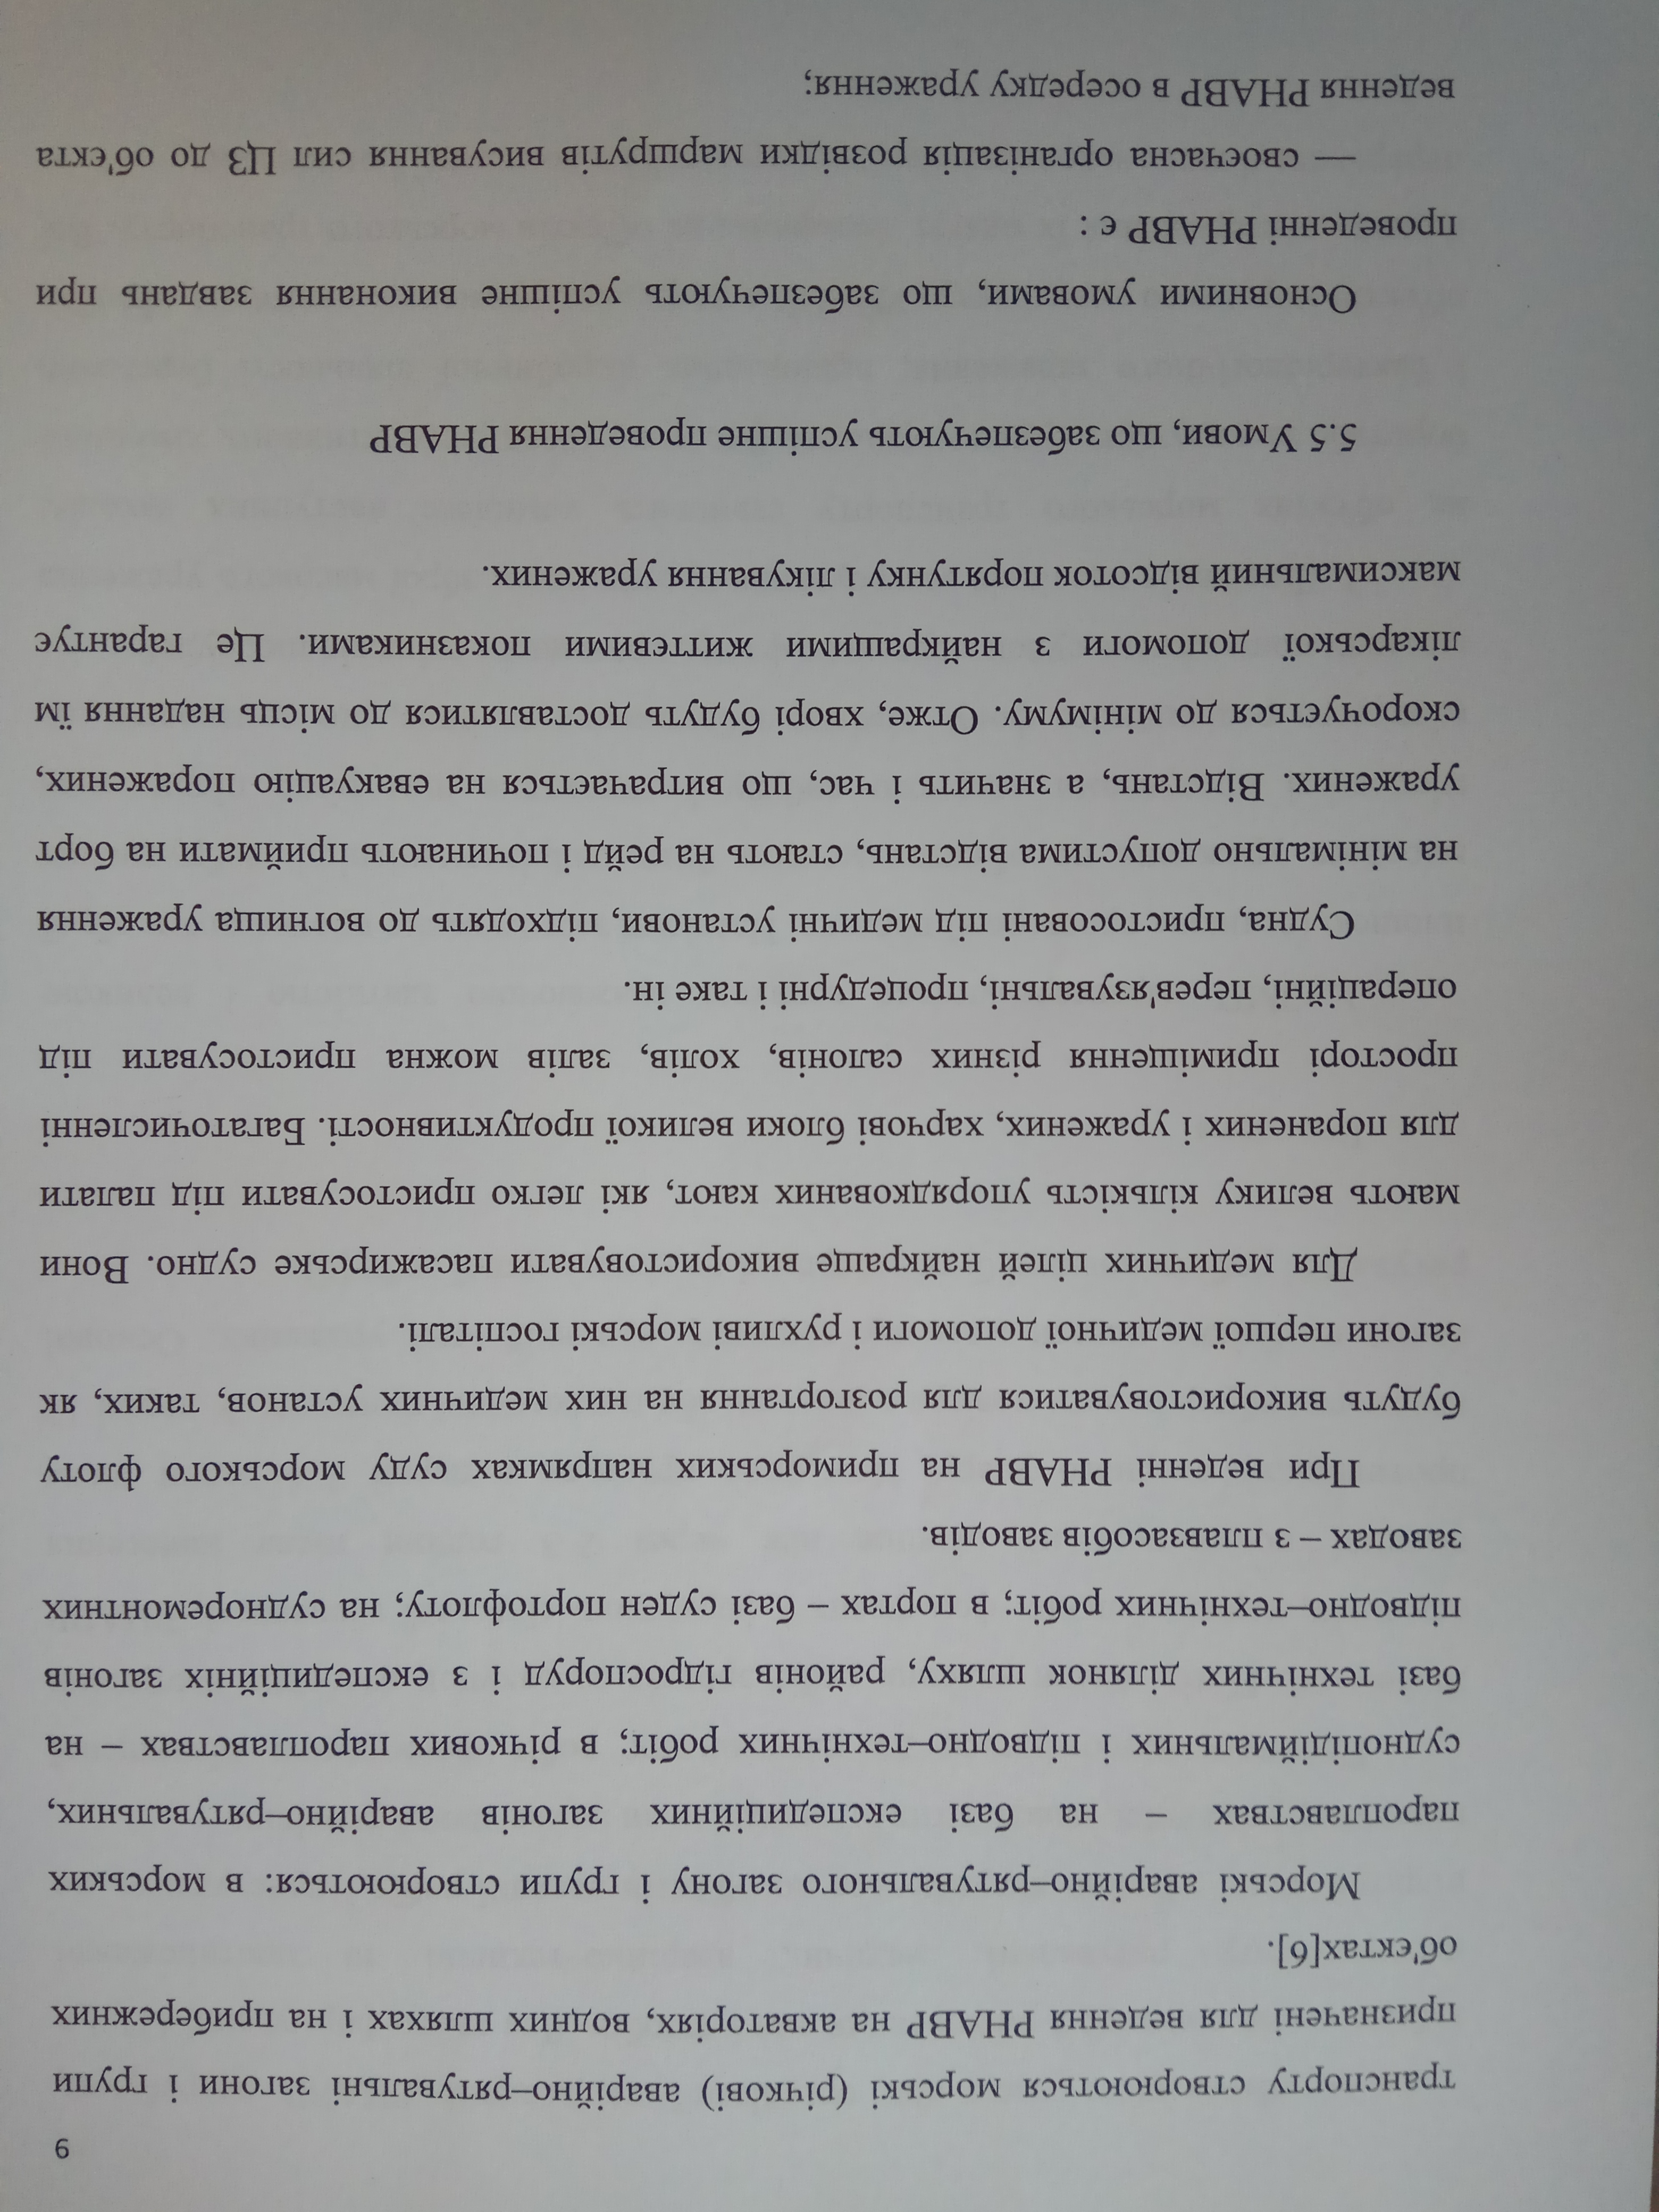 9
транспорту створюються морські (річкові) аварійно–рятувальні загони і групи
призначені для ведення РНАВР на акваторіях, водних шляхах і на прибережних
об'єктах[6].
Морські аварійно–рятувального загону і групи створюються: в морських
пароплавствах – на базі експедиційних загонів аварійно–рятувальних,
суднопідіймальних і підводно–технічних робіт; в річкових пароплавствах – на
базі технічних ділянок шляху, районів гідроспоруд і з експедиційніх загонів
підводно–технічних робіт; в портах – базі суден портофлоту; на судноремонтних
заводах – з плавзасобів заводів.
При веденні РНАВР на приморських напрямках суду морського флоту
будуть використовуватися для розгортання на них медичних установ, таких, як
загони першої медичної допомоги і рухливі морські госпіталі.
Для медичних цілей найкраще використовувати пасажирське судно. Вони
мають велику кількість упорядкованих кают, які легко пристосувати під палати
для поранених і уражених, харчові блоки великої продуктивності. Багаточисленні
просторі приміщення різних салонів, холів, залів можна пристосувати під
операційні, перев'язувальні, процедурні і таке ін.
Судна, пристосовані під медичні установи, підходять до вогнища ураження
на мінімально допустима відстань, стають на рейд і починають приймати на борт
уражених. Відстань, а значить і час, що витрачається на евакуацію поражених,
скорочується до мінімуму. Отже, хворі будуть доставлятися до місць надання їм
лікарської допомоги з найкращими життєвими показниками. Це гарантує
максимальний відсоток порятунку і лікування уражених.
5.5 Умови, що забезпечують успішне проведення РНАВР
Основними умовами, що забезпечують успішне виконання завдань при
проведенні РНАВР є :
— своєчасна організація розвідки маршрутів висування сил ЦЗ до об'єкта
ведення РНАВР в осередку ураження;